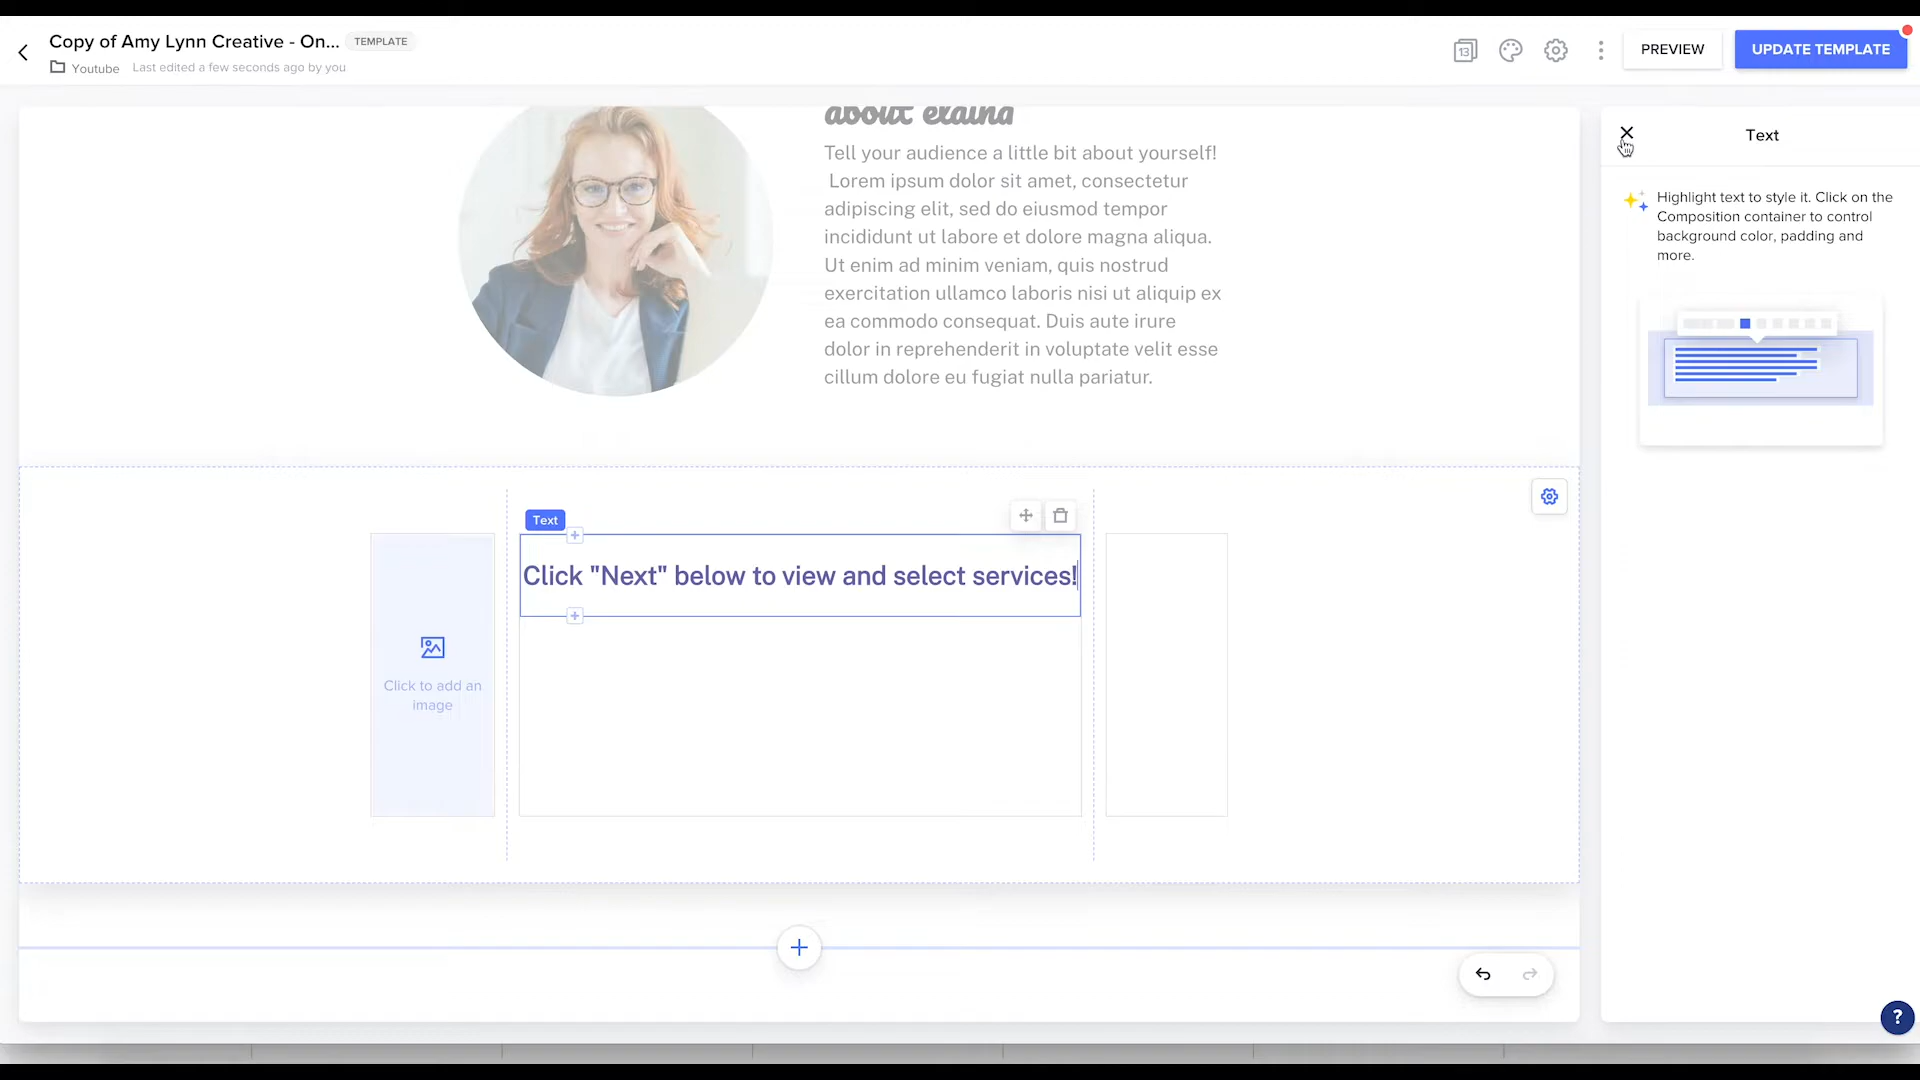 Copy of Amy Lynn Creative - On... TEMPLATE
Youtube Last edited a few seconds ago by you
13
PREVIEW
UPDATE TEMPLATE
about elaina
Tell your audience a little bit about yourself!
Lorem ipsum dolor sit amet, consectetur
adipiscing elit, sed do eiusmod tempor
incididunt ut labore et dolore magna aliqua.
Ut enim ad minim veniam, quis nostrud
exercitation ullamco laboris nisi ut aliquip ex
ea commodo consequat. Duis aute irure
dolor in reprehenderit in voluptate velit esse
cillum dolore eu fugiat nulla pariatur.
Text
Click "Next" below to view and select services!
Click to add an
image
Text
Highlight text to style it. Click on the
Composition container to control
background color, padding and
more.
?